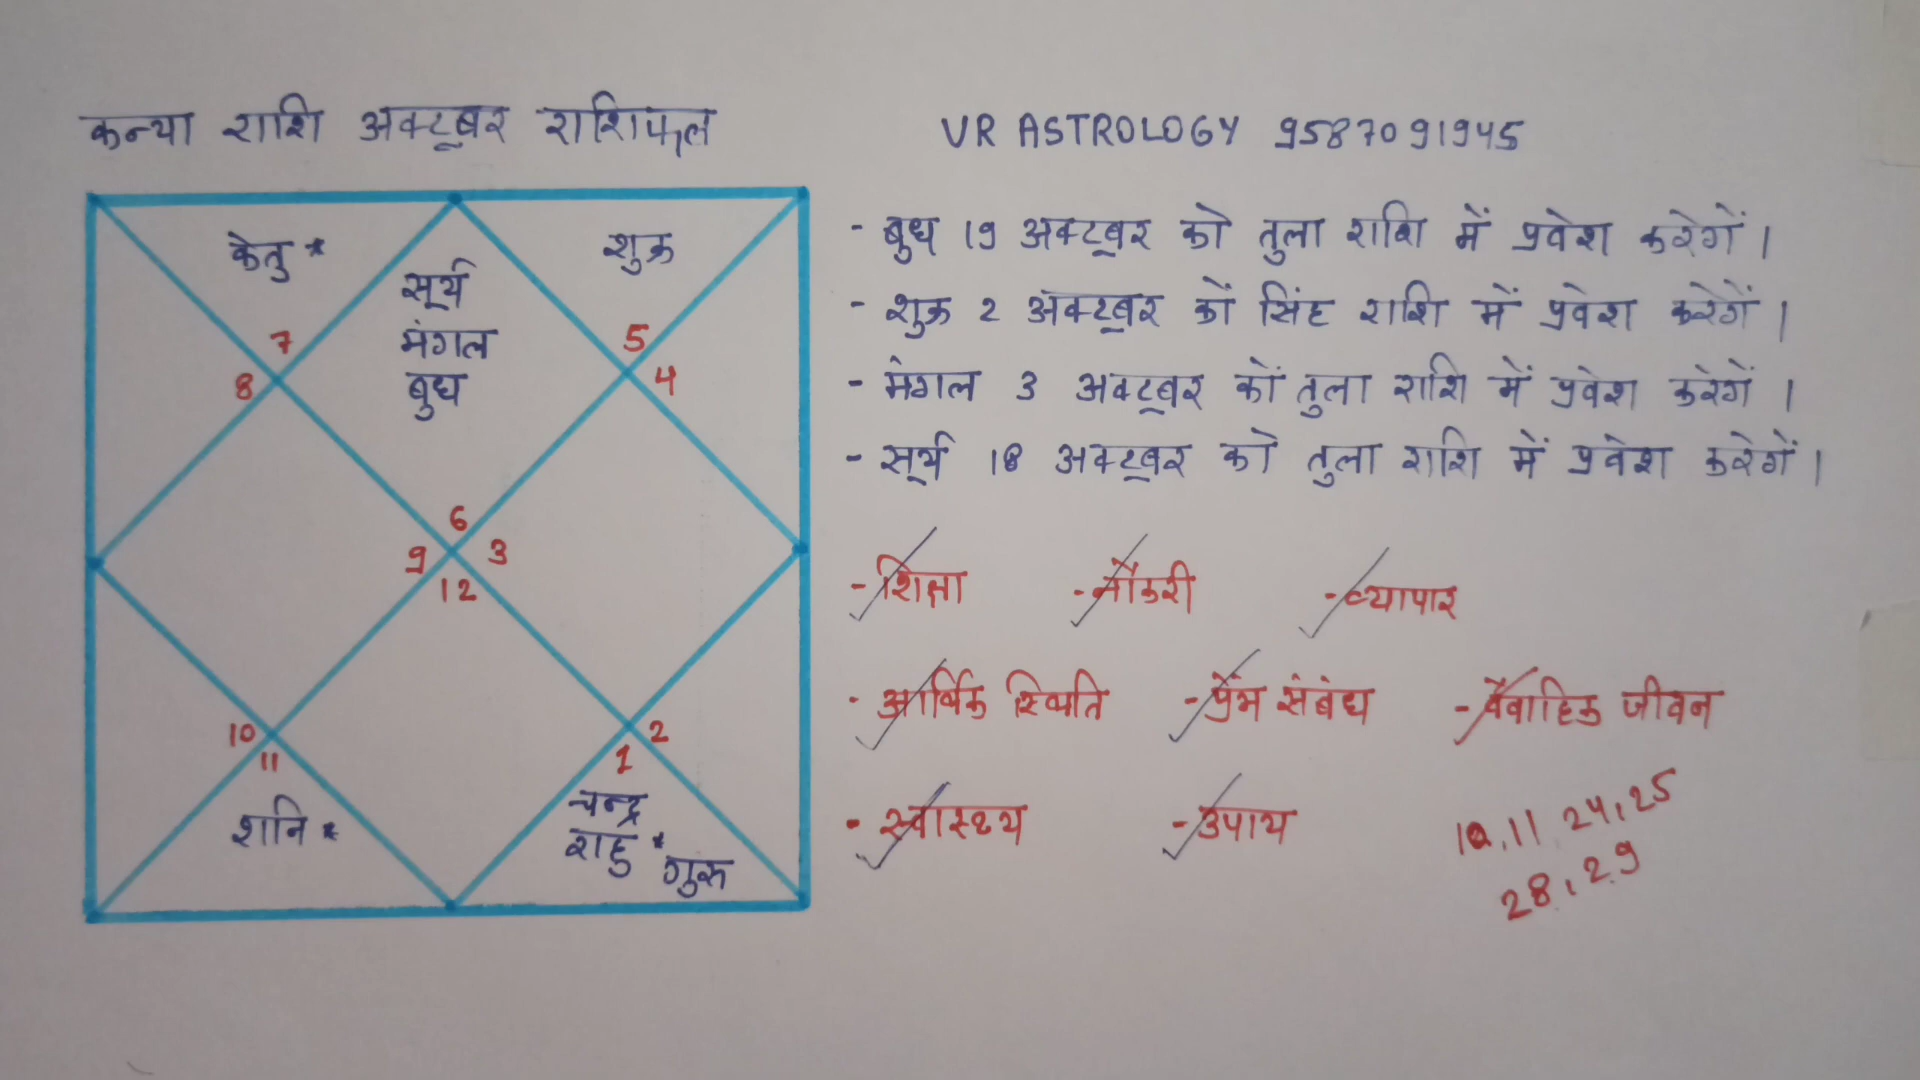 कन्या राशि अक्टूबर राशिफल
VR ASTROLOGY 9587091945
केतु *
सूर्य
मंगल
बुध
शुक्र
7
8
5
4
6
9
3
12
10
11
2
1
शनि *
चन्द्र
राहु *
गुरु
- बुध 19 अक्टूबर को तुला राशि में प्रवेश करेगें।
- शुक्र 2 अक्टूबर कों सिंह राशि में प्रवेश करेगें।
- मंगल 3 अक्टूबर कों तुला राशि में प्रवेश करेगें।
- सूर्य 18 अक्टूबर को तुला राशि में प्रवेश करेगें।
- शिक्षा - नौकरी - व्यापार
- आर्थिक स्थिति - प्रेम संबंध - वैवाहिक जीवन
- स्वास्थ्य - उपाय
10, 11, 24, 25
28, 29